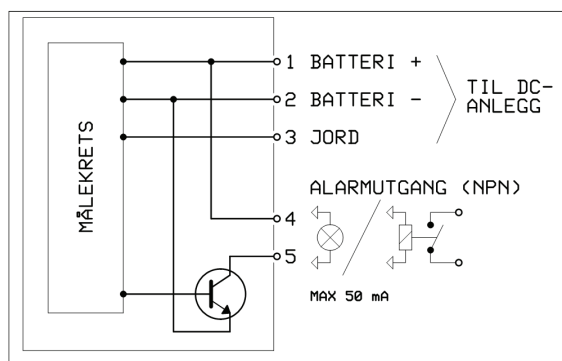 MÅLEKRETS
1 BATTERI +
2 BATTERI -
3 JORD
TIL DC-
ANLEGG
ALARMUTGANG (NPN)
4
5
MAX 50 mA